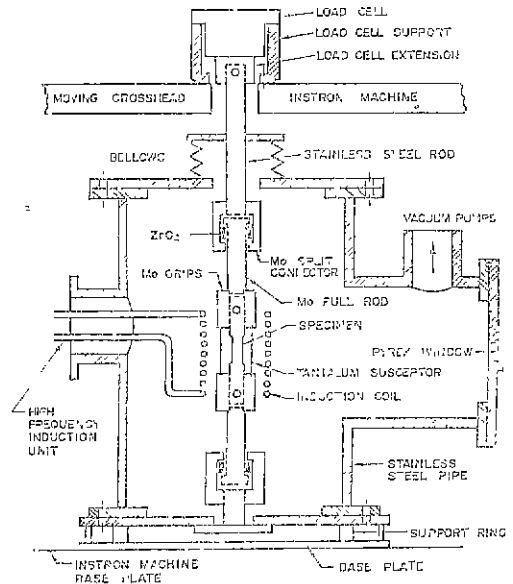 LOAD CELL
LOAD CELL SUPPORT
LOAD CELL EXTENSION
MOVING CROSSHEAD
INSTRON MACHINE
BELLOWS
STAINLESS STEEL ROD
VACUUM PUMPS
ZrO₂
Mo SPLIT
CONECTOR
Mo GRIPS
Mo PULL ROD
SPECIMEN
PYREX WINDOW
TANTALUM SUSCEPTOR
INDUCTION COIL
HIGH
FREQUENCY
INDUCTION
UNIT
STAINLESS
STEEL PIPE
SUPPORT RING
INSTRON MACHINE
BASE PLATE
BASE PLATE